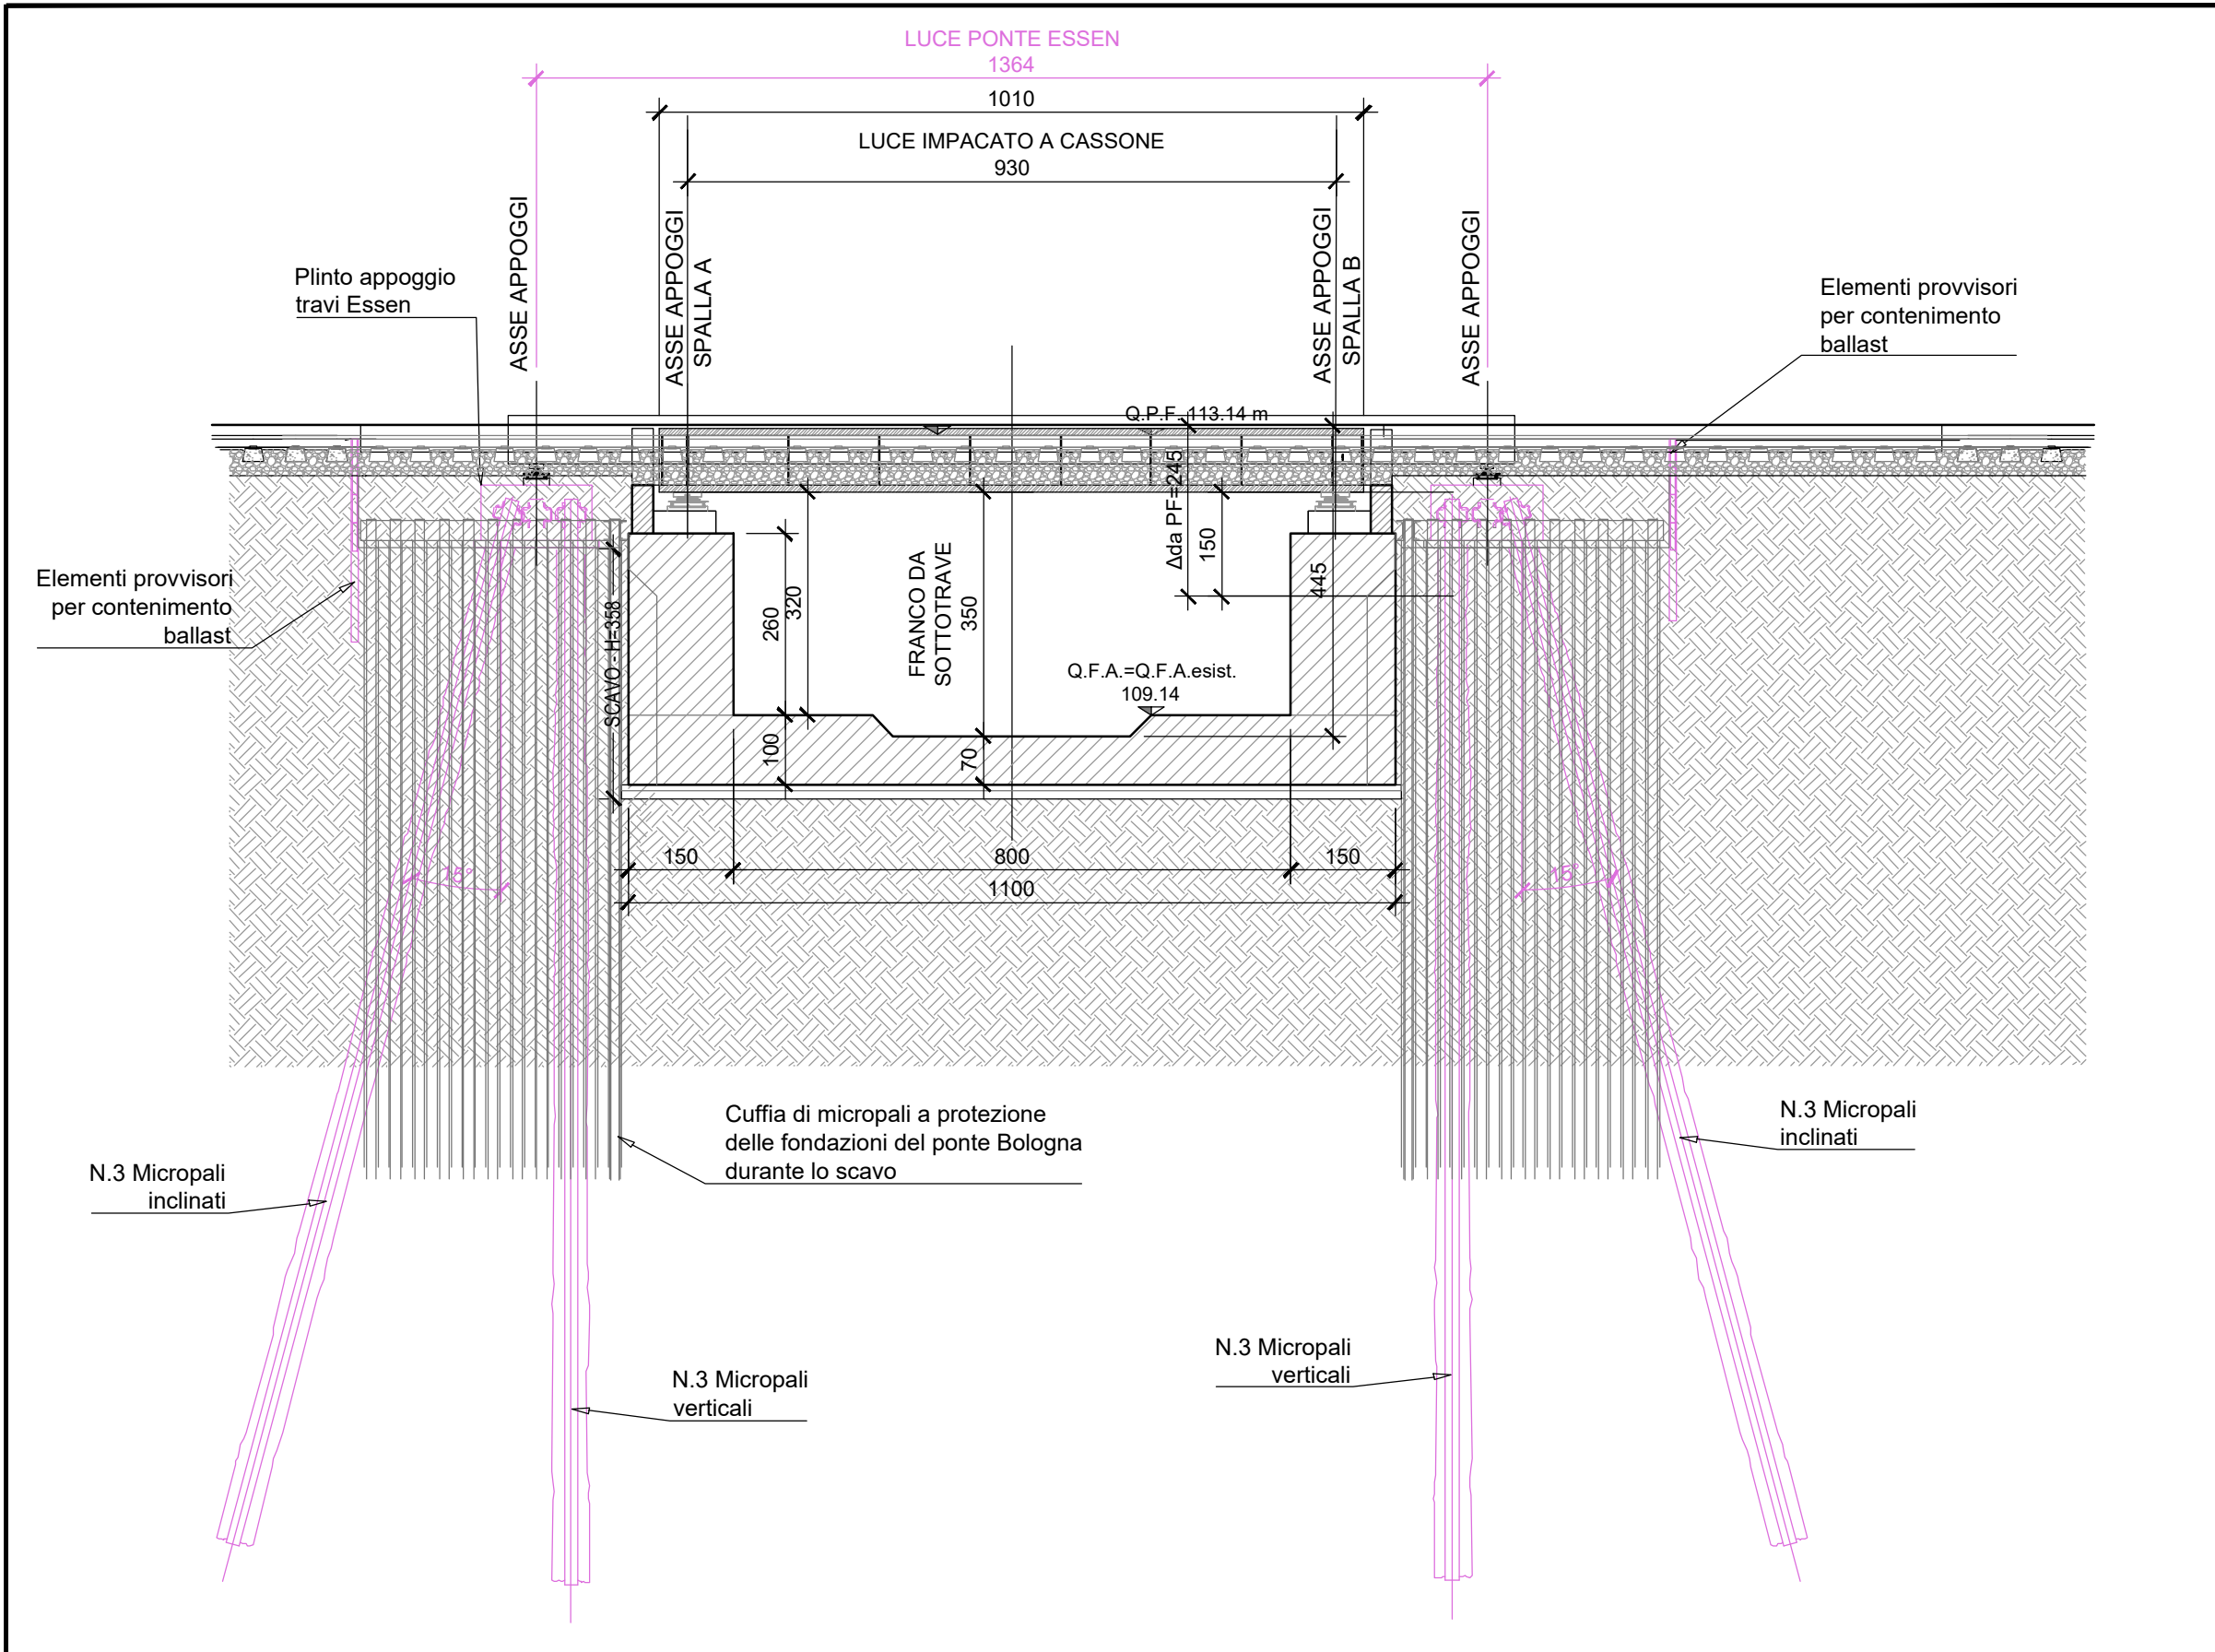 LUCE PONTE ESSEN
1364
1010
LUCE IMPACATO A CASSONE
930
ASSE APPOGGI
ASSE APPOGGI
SPALLA A
ASSE APPOGGI
SPALLA B
ASSE APPOGGI
Plinto appoggio
travi Essen
Elementi provvisori
per contenimento
ballast
Q.P.F. 113.14 m
Δda PF=245
150
445
Elementi provvisori
per contenimento
ballast
SCAVO - H=358
260
320
FRANCO DA
SOTTOTRAVE
350
Q.F.A.=Q.F.A.esist.
109.14
100
70
150
800
150
1100
15°
15°
Cuffia di micropali a protezione
delle fondazioni del ponte Bologna
durante lo scavo
N.3 Micropali
inclinati
N.3 Micropali
inclinati
N.3 Micropali
verticali
N.3 Micropali
verticali